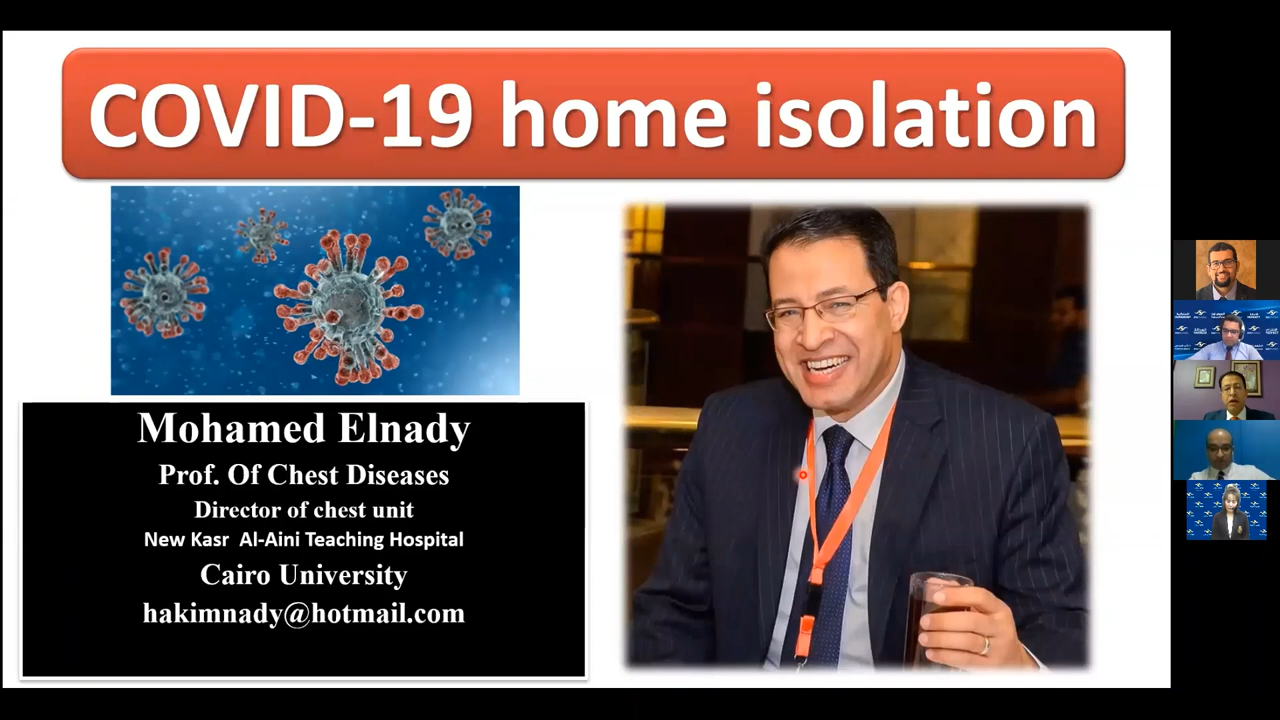 COVID-19 home isolation
Mohamed Elnady
Prof. Of Chest Diseases
Director of chest unit
New Kasr Al-Aini Teaching Hospital
Cairo University
hakimnady@hotmail.com